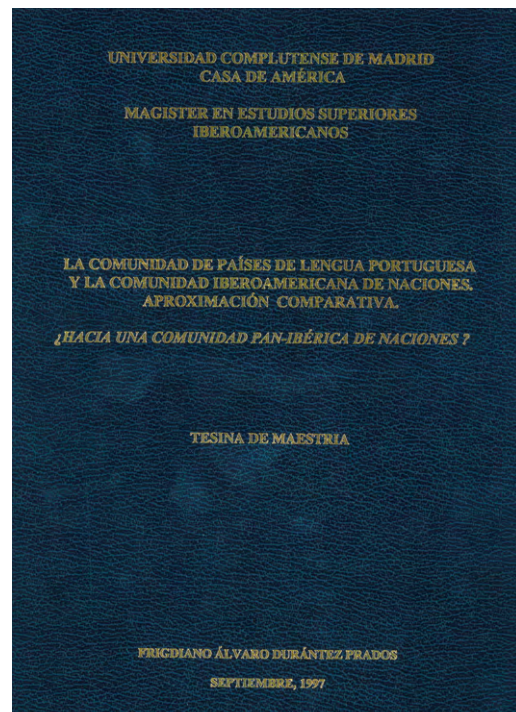 UNIVERSIDAD COMPLUTENSE DE MADRID
CASA DE AMÉRICA
MAGISTER EN ESTUDIOS SUPERIORES
IBEROAMERICANOS
LA COMUNIDAD DE PAÍSES DE LENGUA PORTUGUESA
Y LA COMUNIDAD IBEROAMERICANA DE NACIONES.
APROXIMACIÓN COMPARATIVA.
¿HACIA UNA COMUNIDAD PAN-IBÉRICA DE NACIONES ?
TESINA DE MAESTRIA
FRIGDIANO ÁLVARO DURÁNTEZ PRADOS
SEPTIEMBRE, 1997